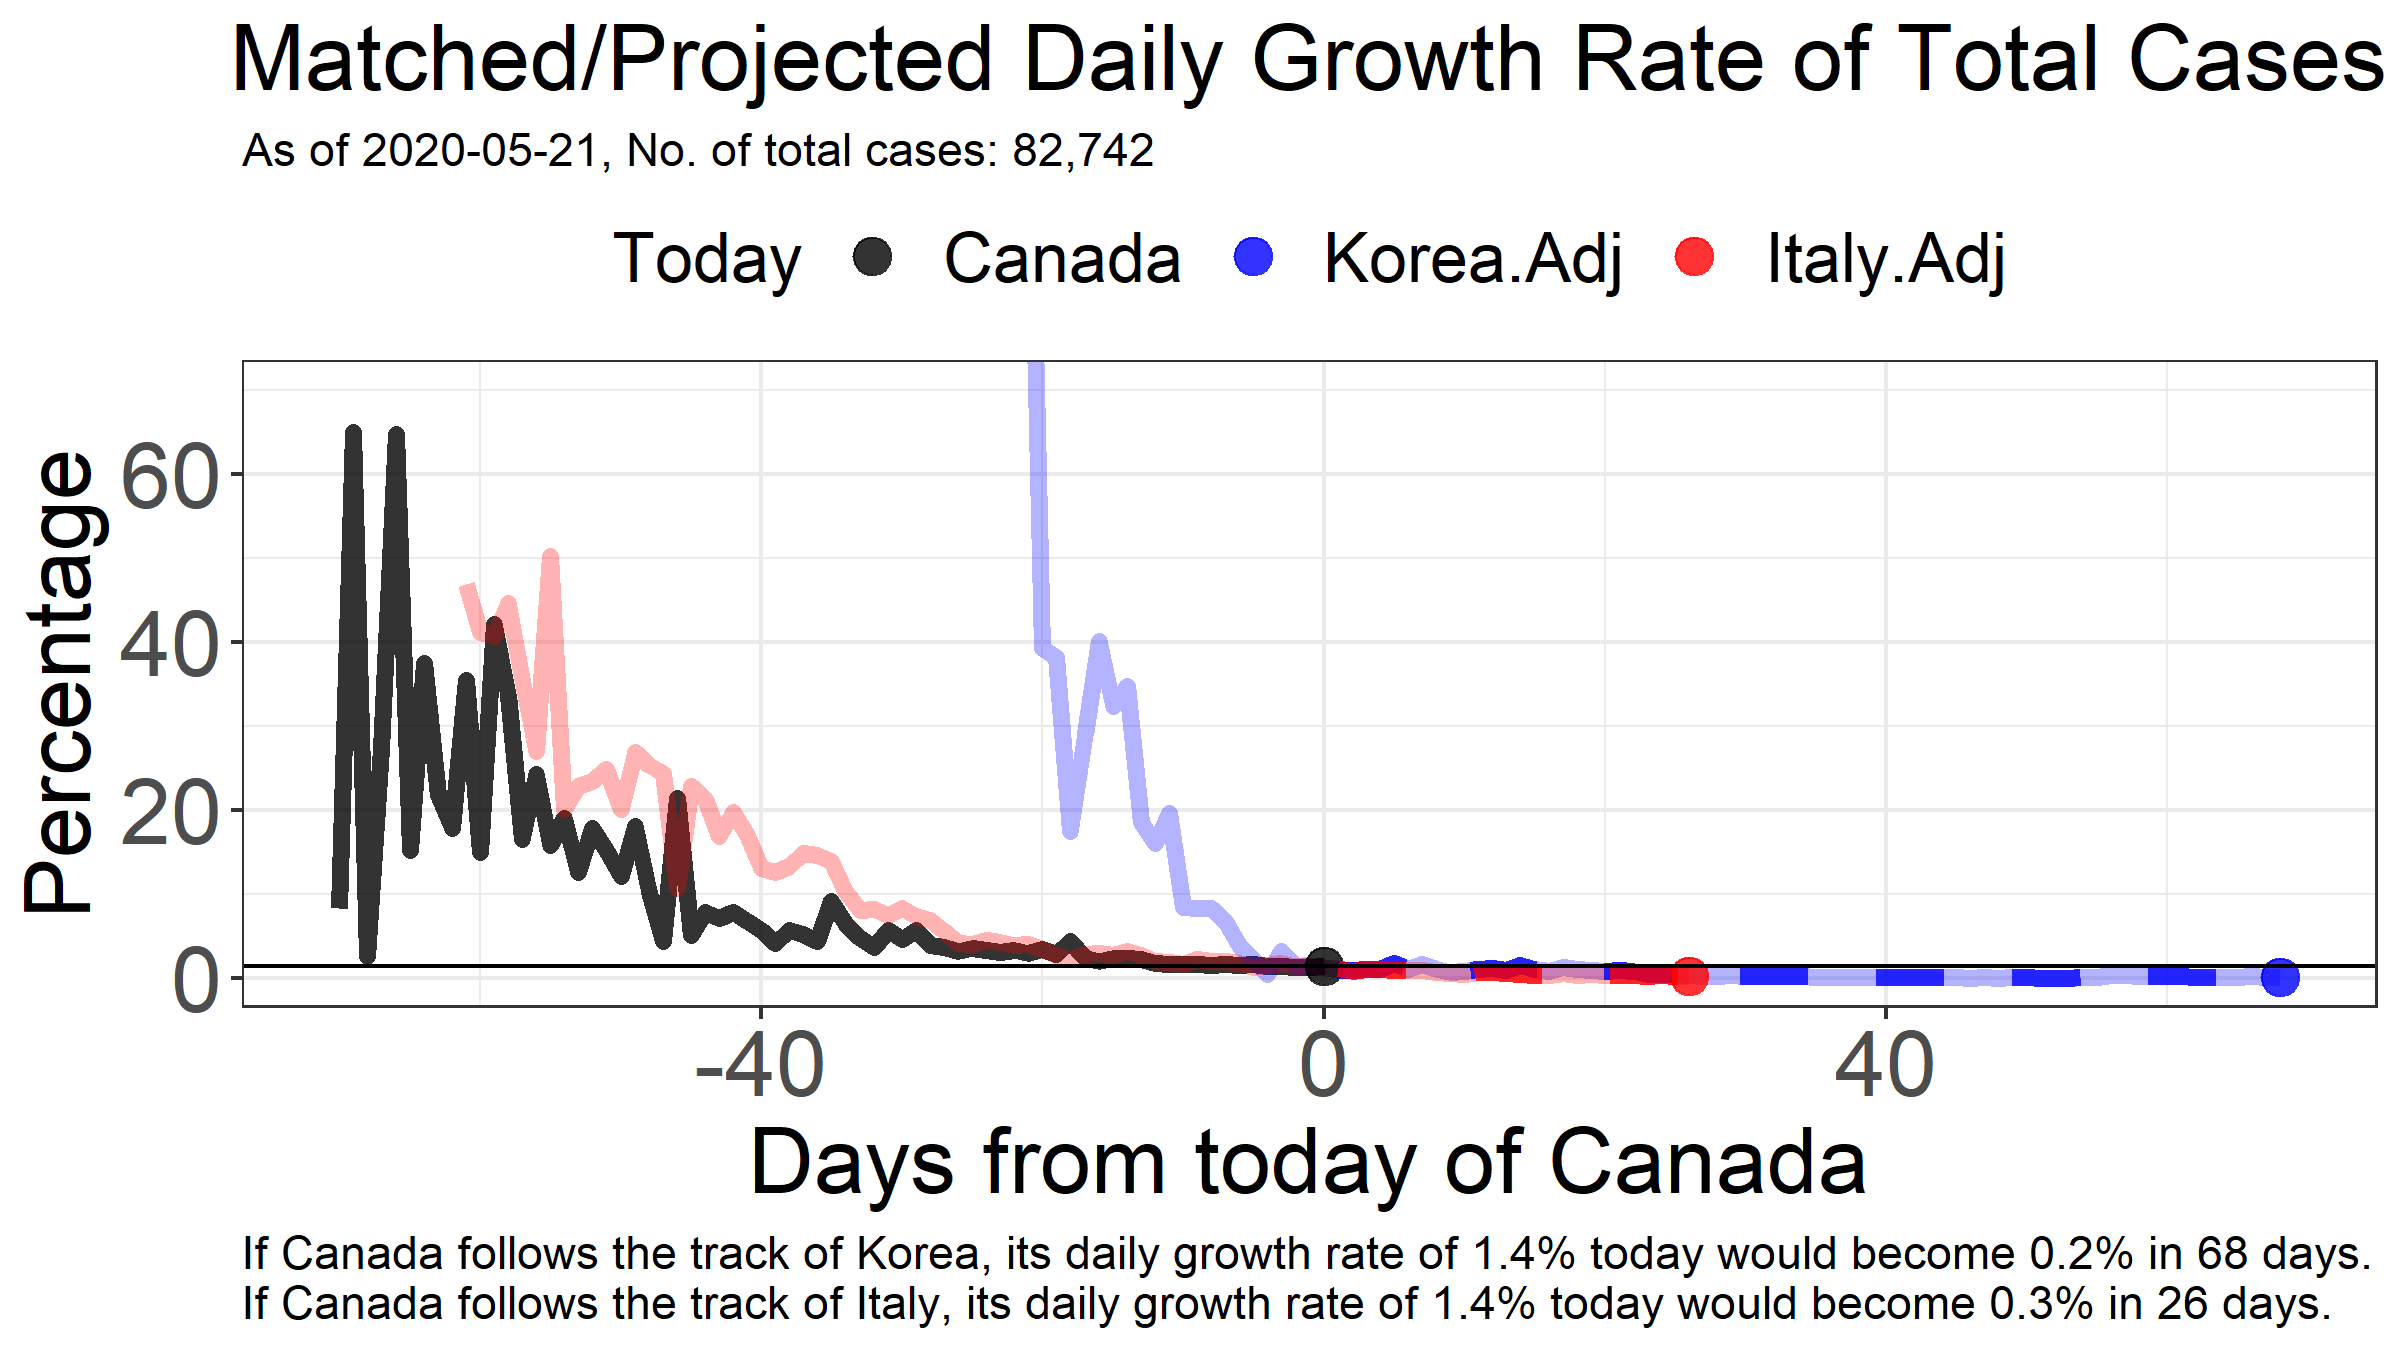 Matched/Projected Daily Growth Rate of Total Cases
As of 2020-05-21, No. of total cases: 82,742
Today Canada Korea.Adj Italy.Adj
Percentage
60
40
20
0
-40 0 40
Days from today of Canada
If Canada follows the track of Korea, its daily growth rate of 1.4% today would become 0.2% in 68 days.
If Canada follows the track of Italy, its daily growth rate of 1.4% today would become 0.3% in 26 days.